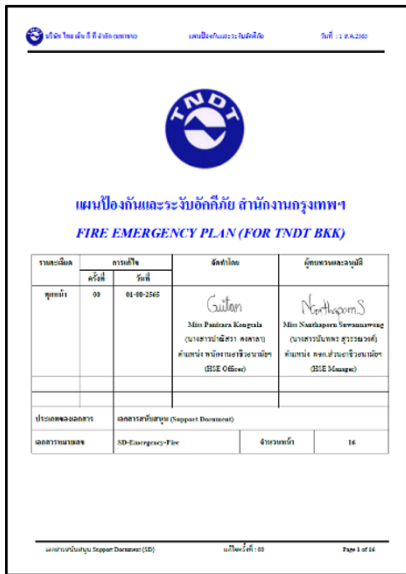 บริษัท ไทย เอ็น ดี ที จำกัด (มหาชน) แผนป้องกันและระงับอัคคีภัย วันที่ : 1 ส.ค.2565
TNDT
แผนป้องกันและระงับอัคคีภัย สำนักงานกรุงเทพฯ
FIRE EMERGENCY PLAN (FOR TNDT BKK)
รายละเอียด การแก้ไข จัดทำโดย ผู้ทบทวนและอนุมัติ
ครั้งที่ วันที่
ทุกหน้า 00 01-08-2565
Miss Panisara Kongsala Miss Nanthaporn Suwannawong
(นางสาวปาณิสรา คงศาลา) (นางสาวนันทพร สุวรรณวงศ์)
ตำแหน่ง พนักงานอาชีวอนามัยฯ ตำแหน่ง ผจก.ส่วนอาชีวอนามัยฯ
(HSE Officer) (HSE Manager)
ประเภทของเอกสาร เอกสารสนับสนุน (Support Document)
เอกสารหมายเลข SD-Emergency-Fire จำนวนหน้า 16
เอกสารสนับสนุน Support Document (SD) แก้ไขครั้งที่ : 00 Page 1 of 16